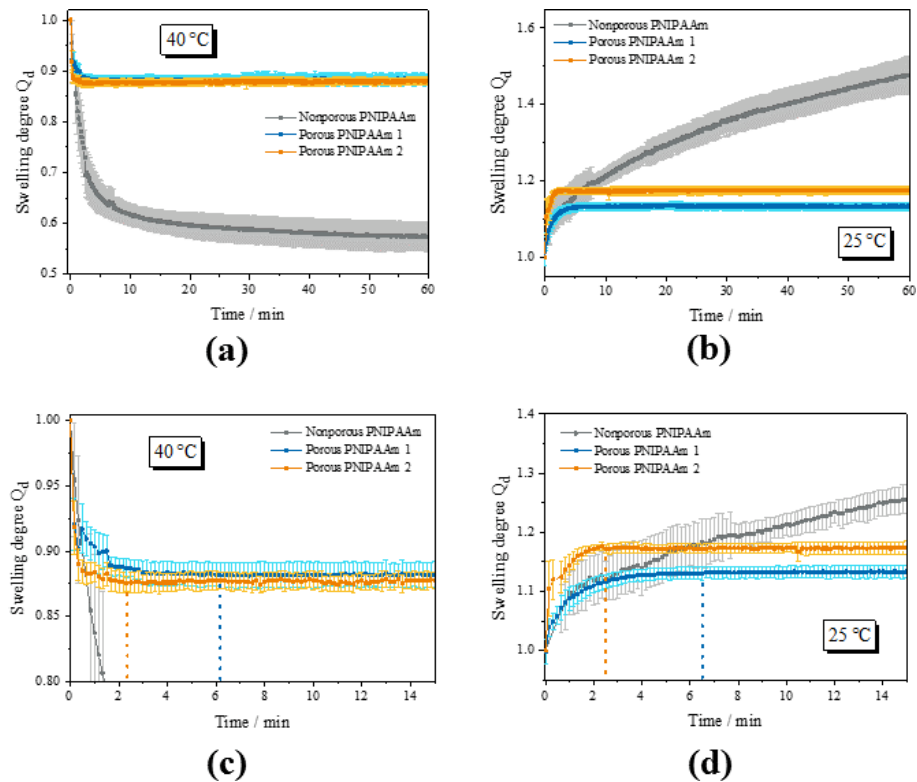 1.0
0.9
0.8
0.7
0.6
0.5
0
10
20
30
40
50
60
Swelling degree Qd
Time / min
40 °C
Nonporous PNIPAAm
Porous PNIPAAm 1
Porous PNIPAAm 2
(a)
1.6
1.4
1.2
1.0
0
10
20
30
40
50
60
Swelling degree Qd
Time / min
Nonporous PNIPAAm
Porous PNIPAAm 1
Porous PNIPAAm 2
25 °C
(b)
1.00
0.95
0.90
0.85
0.80
0
2
4
6
8
10
12
14
Swelling degree Qd
Time / min
40 °C
Nonporous PNIPAAm
Porous PNIPAAm 1
Porous PNIPAAm 2
(c)
1.4
1.3
1.2
1.1
1.0
0
2
4
6
8
10
12
14
Swelling degree Qd
Time / min
Nonporous PNIPAAm
Porous PNIPAAm 1
Porous PNIPAAm 2
25 °C
(d)